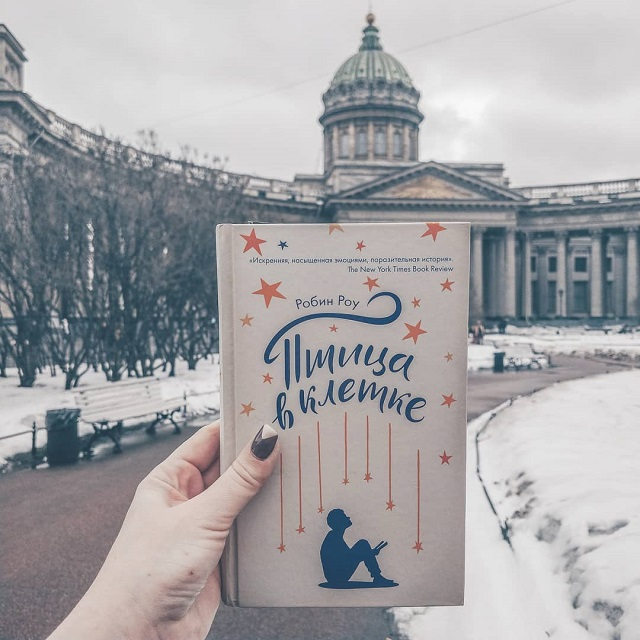 «Искренняя, насыщенная эмоциями, поразительная история».
The New York Times Book Review
Робин Роу
Птица
в клетке